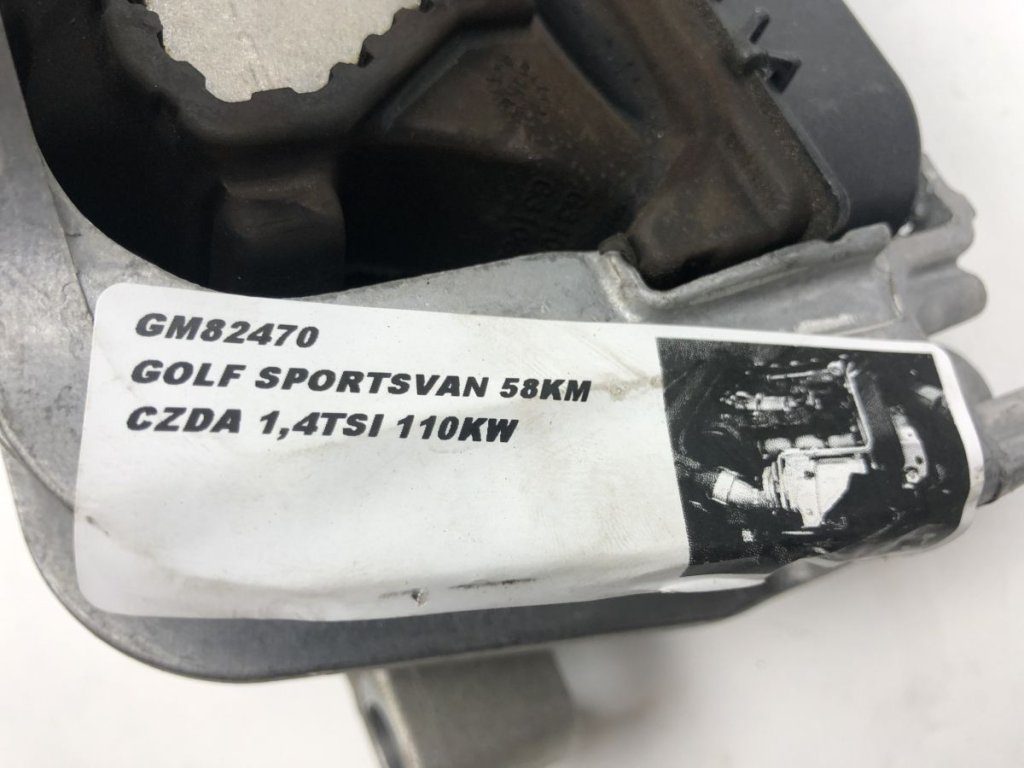 GM82470
GOLF SPORTSVAN 58KM
CZDA 1,4TSI 110KW